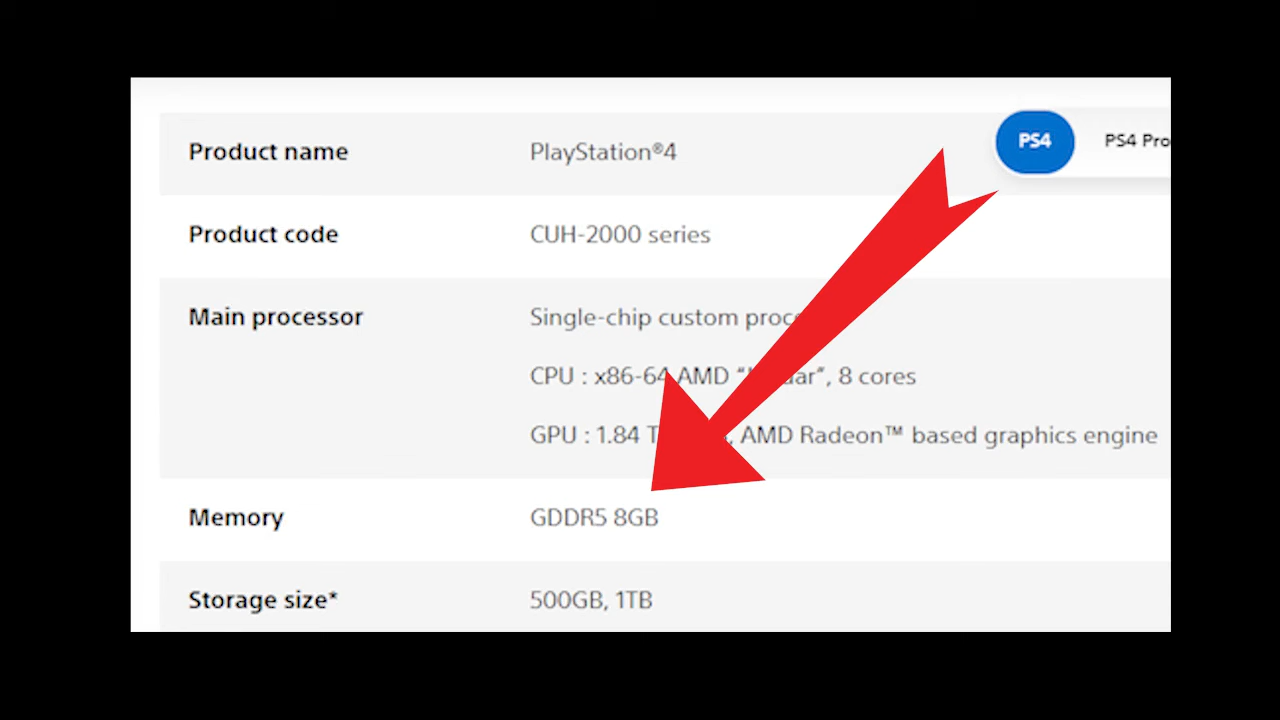 Product name PlayStation®4 PS4 PS4 Pro
Product code CUH-2000 series
Main processor Single-chip custom
CPU : x86-64 AMD 8 cores
GPU : 1.84 AMD Radeon™ based graphics engine
Memory GDDR5 8GB
Storage size* 500GB, 1TB